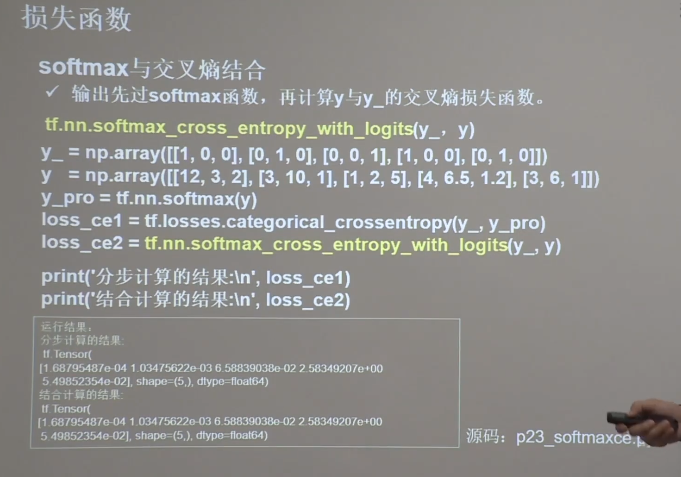 损失函数
softmax与交叉熵结合
✓ 输出先过softmax函数，再计算y与y_的交叉熵损失函数。
tf.nn.softmax_cross_entropy_with_logits(y_，y)
y_ = np.array([[1, 0, 0], [0, 1, 0], [0, 0, 1], [1, 0, 0], [0, 1, 0]])
y = np.array([[12, 3, 2], [3, 10, 1], [1, 2, 5], [4, 6.5, 1.2], [3, 6, 1]])
y_pro = tf.nn.softmax(y)
loss_ce1 = tf.losses.categorical_crossentropy(y_, y_pro)
loss_ce2 = tf.nn.softmax_cross_entropy_with_logits(y_, y)
print('分步计算的结果:\n', loss_ce1)
print('结合计算的结果:\n', loss_ce2)
运行结果：
分步计算的结果:
tf.Tensor(
[1.68795487e-04 1.03475622e-03 6.58839038e-02 2.58349207e+00
5.49852354e-02], shape=(5,), dtype=float64)
结合计算的结果:
tf.Tensor(
[1.68795487e-04 1.03475622e-03 6.58839038e-02 2.58349207e+00
5.49852354e-02], shape=(5,), dtype=float64)
源码：p23_softmaxce.p